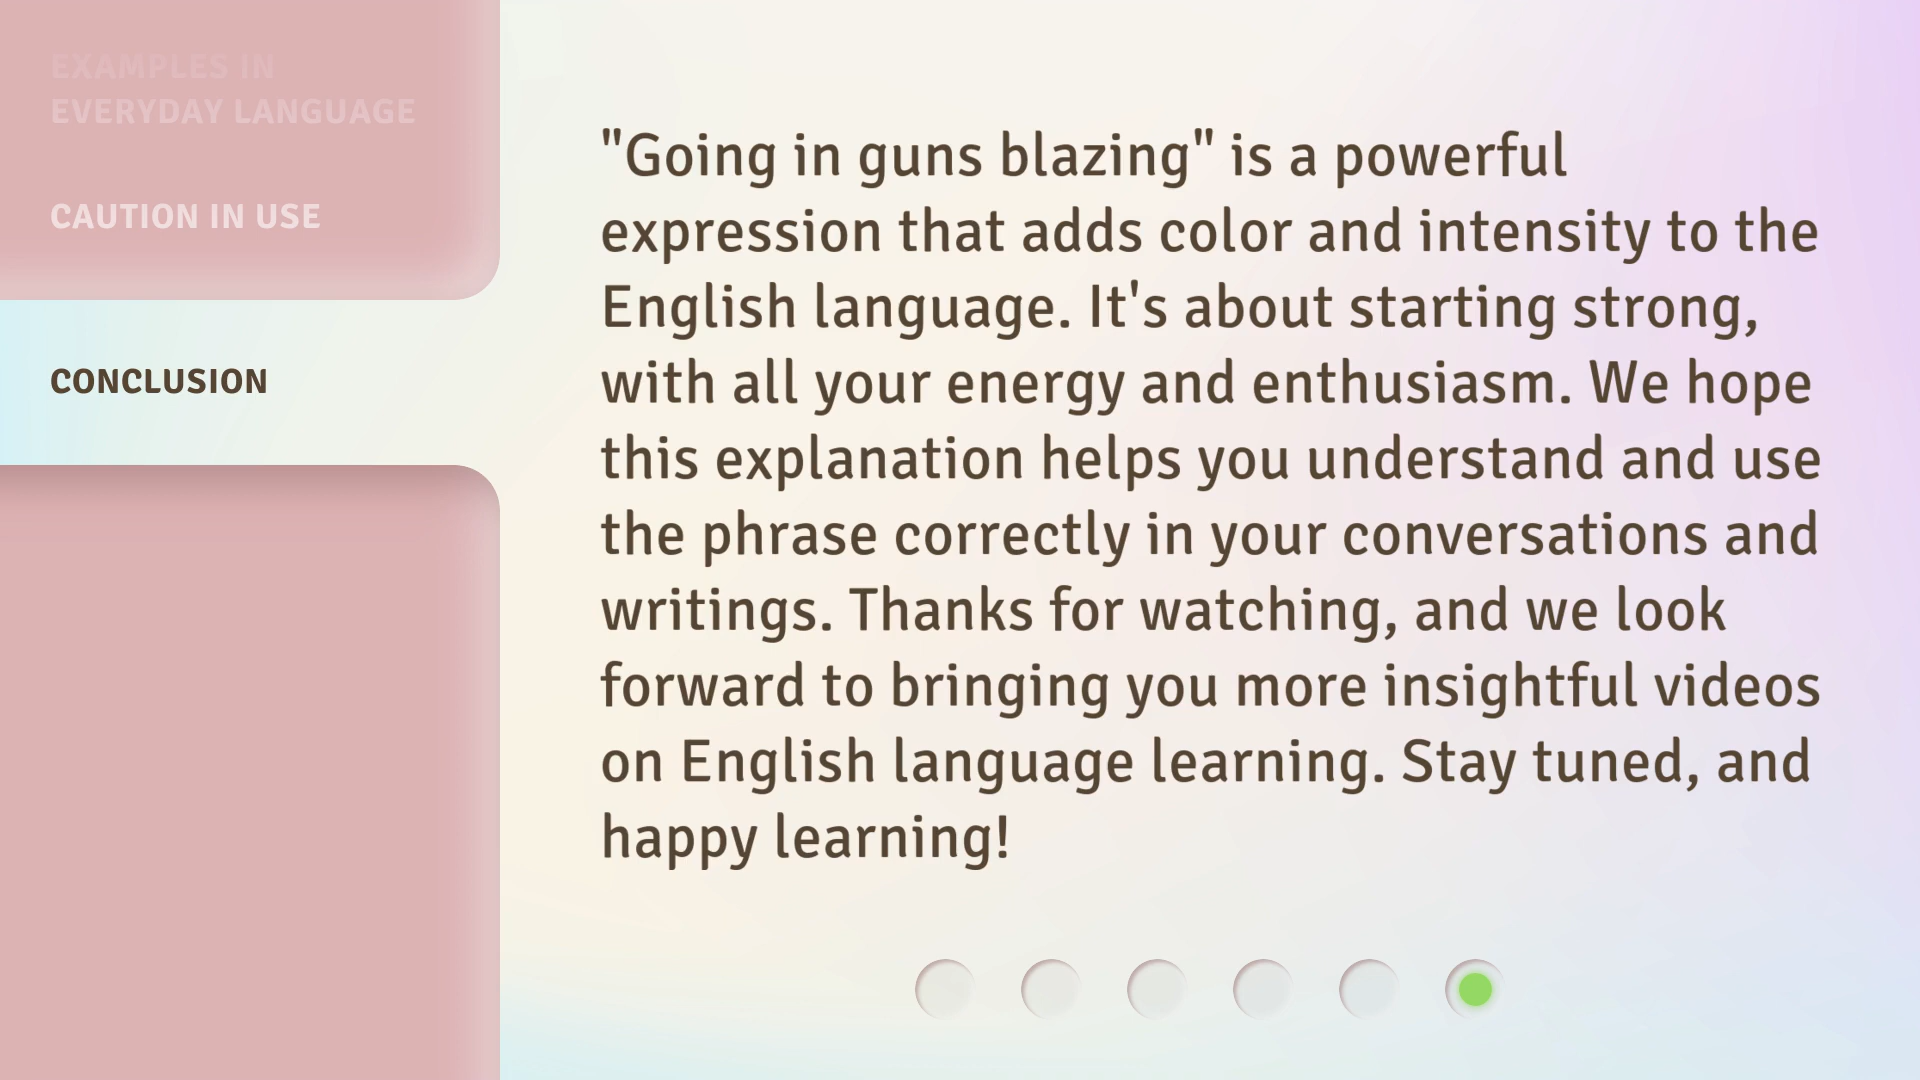 EXAMPLES IN
EVERYDAY LANGUAGE
CAUTION IN USE
CONCLUSION
"Going in guns blazing" is a powerful
expression that adds color and intensity to the
English language. It's about starting strong,
with all your energy and enthusiasm. We hope
this explanation helps you understand and use
the phrase correctly in your conversations and
writings. Thanks for watching, and we look
forward to bringing you more insightful videos
on English language learning. Stay tuned, and
happy learning!